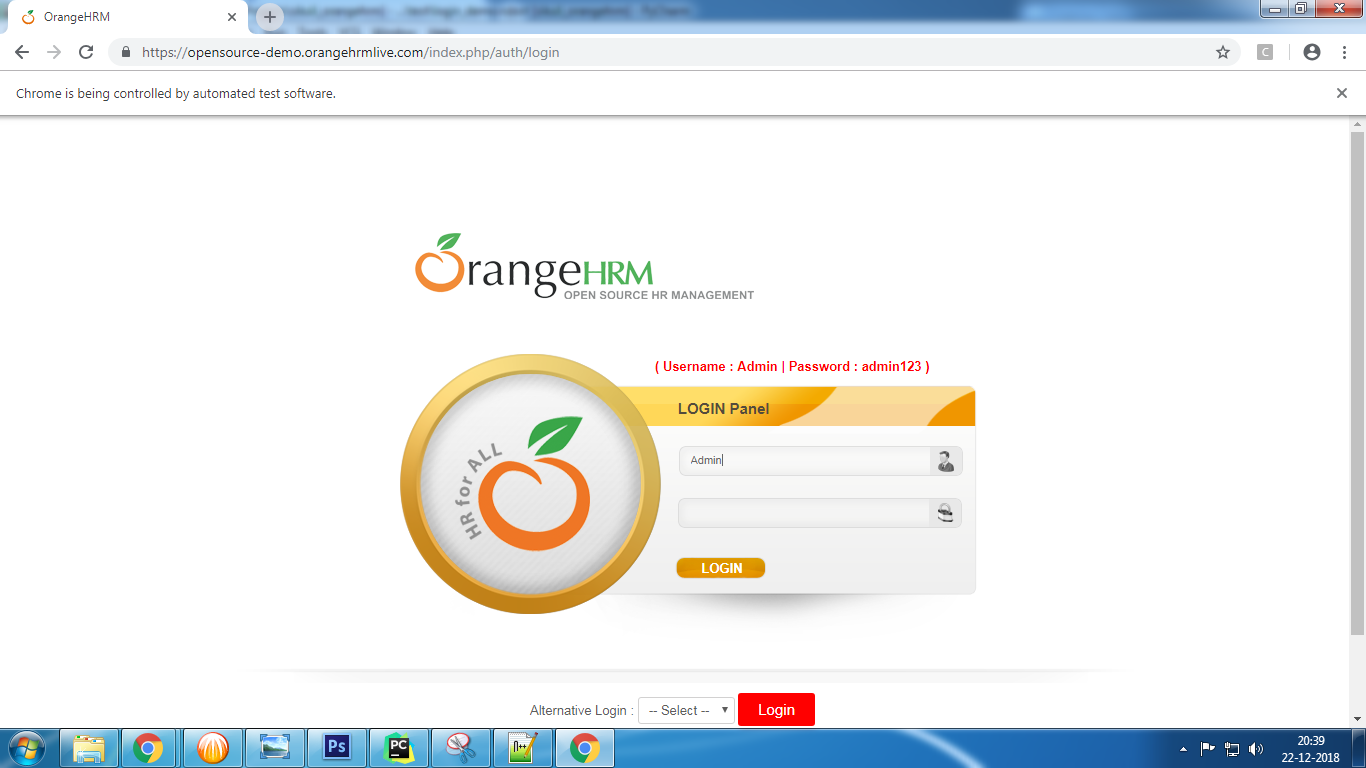 OrangeHRM
https://opensource-demo.orangehrmlive.com/index.php/auth/login
C
Chrome is being controlled by automated test software.
OrangeHRM
OPEN SOURCE HR MANAGEMENT
( Username : Admin | Password : admin123 )
LOGIN Panel
Admin
HR for ALL
LOGIN
Alternative Login : -- Select -- Login
Ps
PC
20:39
22-12-2018